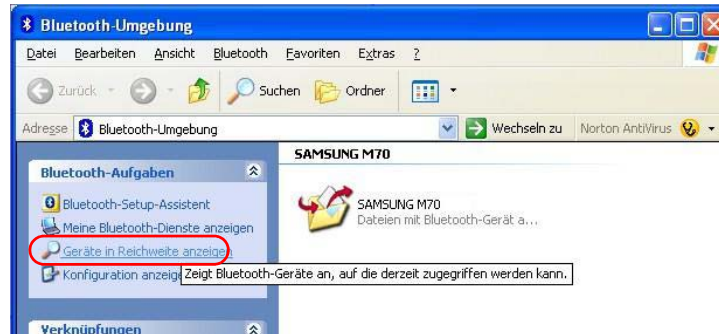 Bluetooth-Umgebung
Datei Bearbeiten Ansicht Bluetooth Favoriten Extras ?
Zurück Suchen Ordner
Adresse Bluetooth-Umgebung Wechseln zu Norton AntiVirus
SAMSUNG M70
Bluetooth-Aufgaben
Bluetooth-Setup-Assistent
SAMSUNG M70
Meine Bluetooth-Dienste anzeigen
Dateien mit Bluetooth-Gerät a...
Geräte in Reichweite anzeigen
Konfiguration
Zeigt Bluetooth-Geräte an, auf die derzeit zugegriffen werden kann.
Verknüpfungen